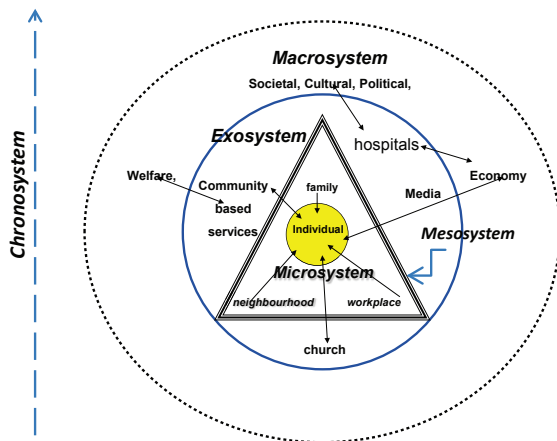 Macrosystem
Societal, Cultural, Political,
Exosystem
hospitals
Welfare,
Economy
Community
family
Media
based
services
Individual
Mesosystem
Microsystem
neighbourhood
workplace
church
Chronosystem